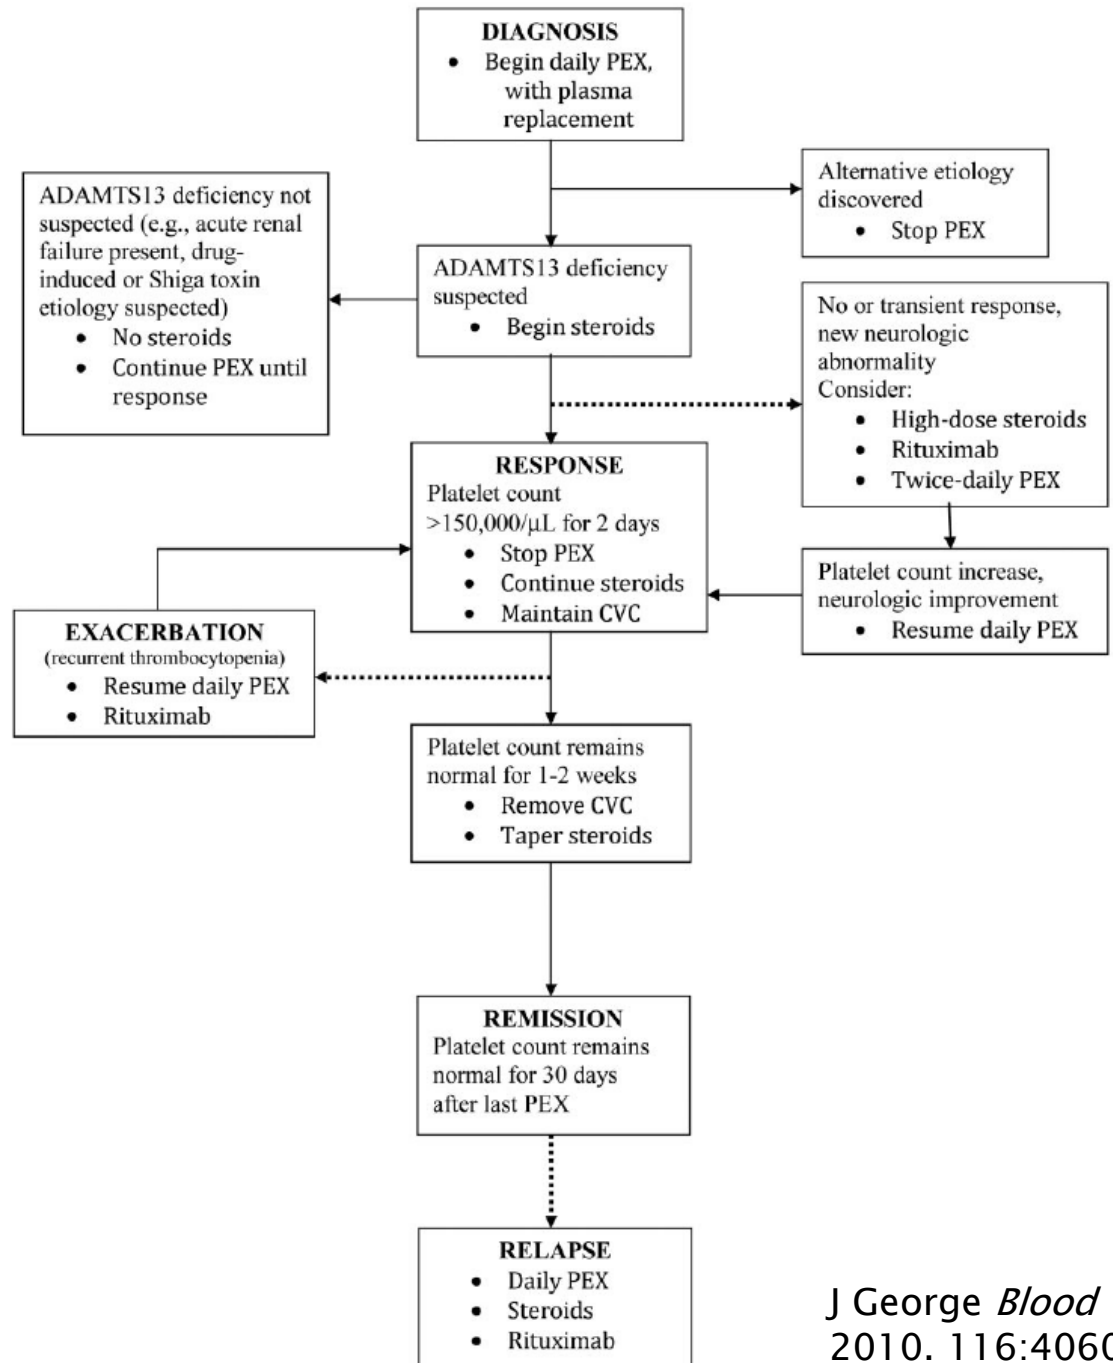 DIAGNOSIS
• Begin daily PEX,
with plasma
replacement
Alternative etiology
discovered
• Stop PEX
ADAMTS13 deficiency not
suspected (e.g., acute renal
failure present, drug-
induced or Shiga toxin
etiology suspected)
• No steroids
• Continue PEX until
response
ADAMTS13 deficiency
suspected
• Begin steroids
No or transient response,
new neurologic
abnormality
Consider:
• High-dose steroids
• Rituximab
• Twice-daily PEX
RESPONSE
Platelet count
>150,000/µL for 2 days
• Stop PEX
• Continue steroids
• Maintain CVC
Platelet count increase,
neurologic improvement
• Resume daily PEX
EXACERBATION
(recurrent thrombocytopenia)
• Resume daily PEX
• Rituximab
Platelet count remains
normal for 1-2 weeks
• Remove CVC
• Taper steroids
REMISSION
Platelet count remains
normal for 30 days
after last PEX
RELAPSE
• Daily PEX
• Steroids
• Rituximab
J George Blood
2010. 116:4060